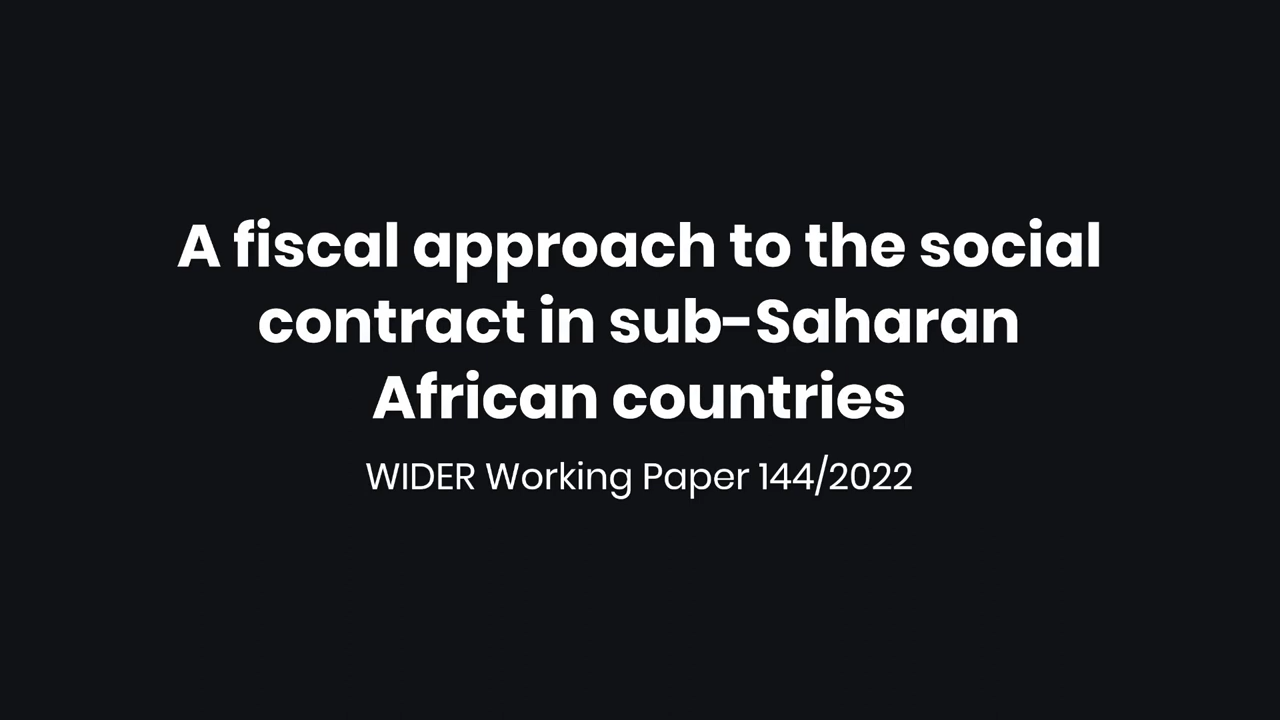 A fiscal approach to the social
contract in sub-Saharan
African countries
WIDER Working Paper 144/2022